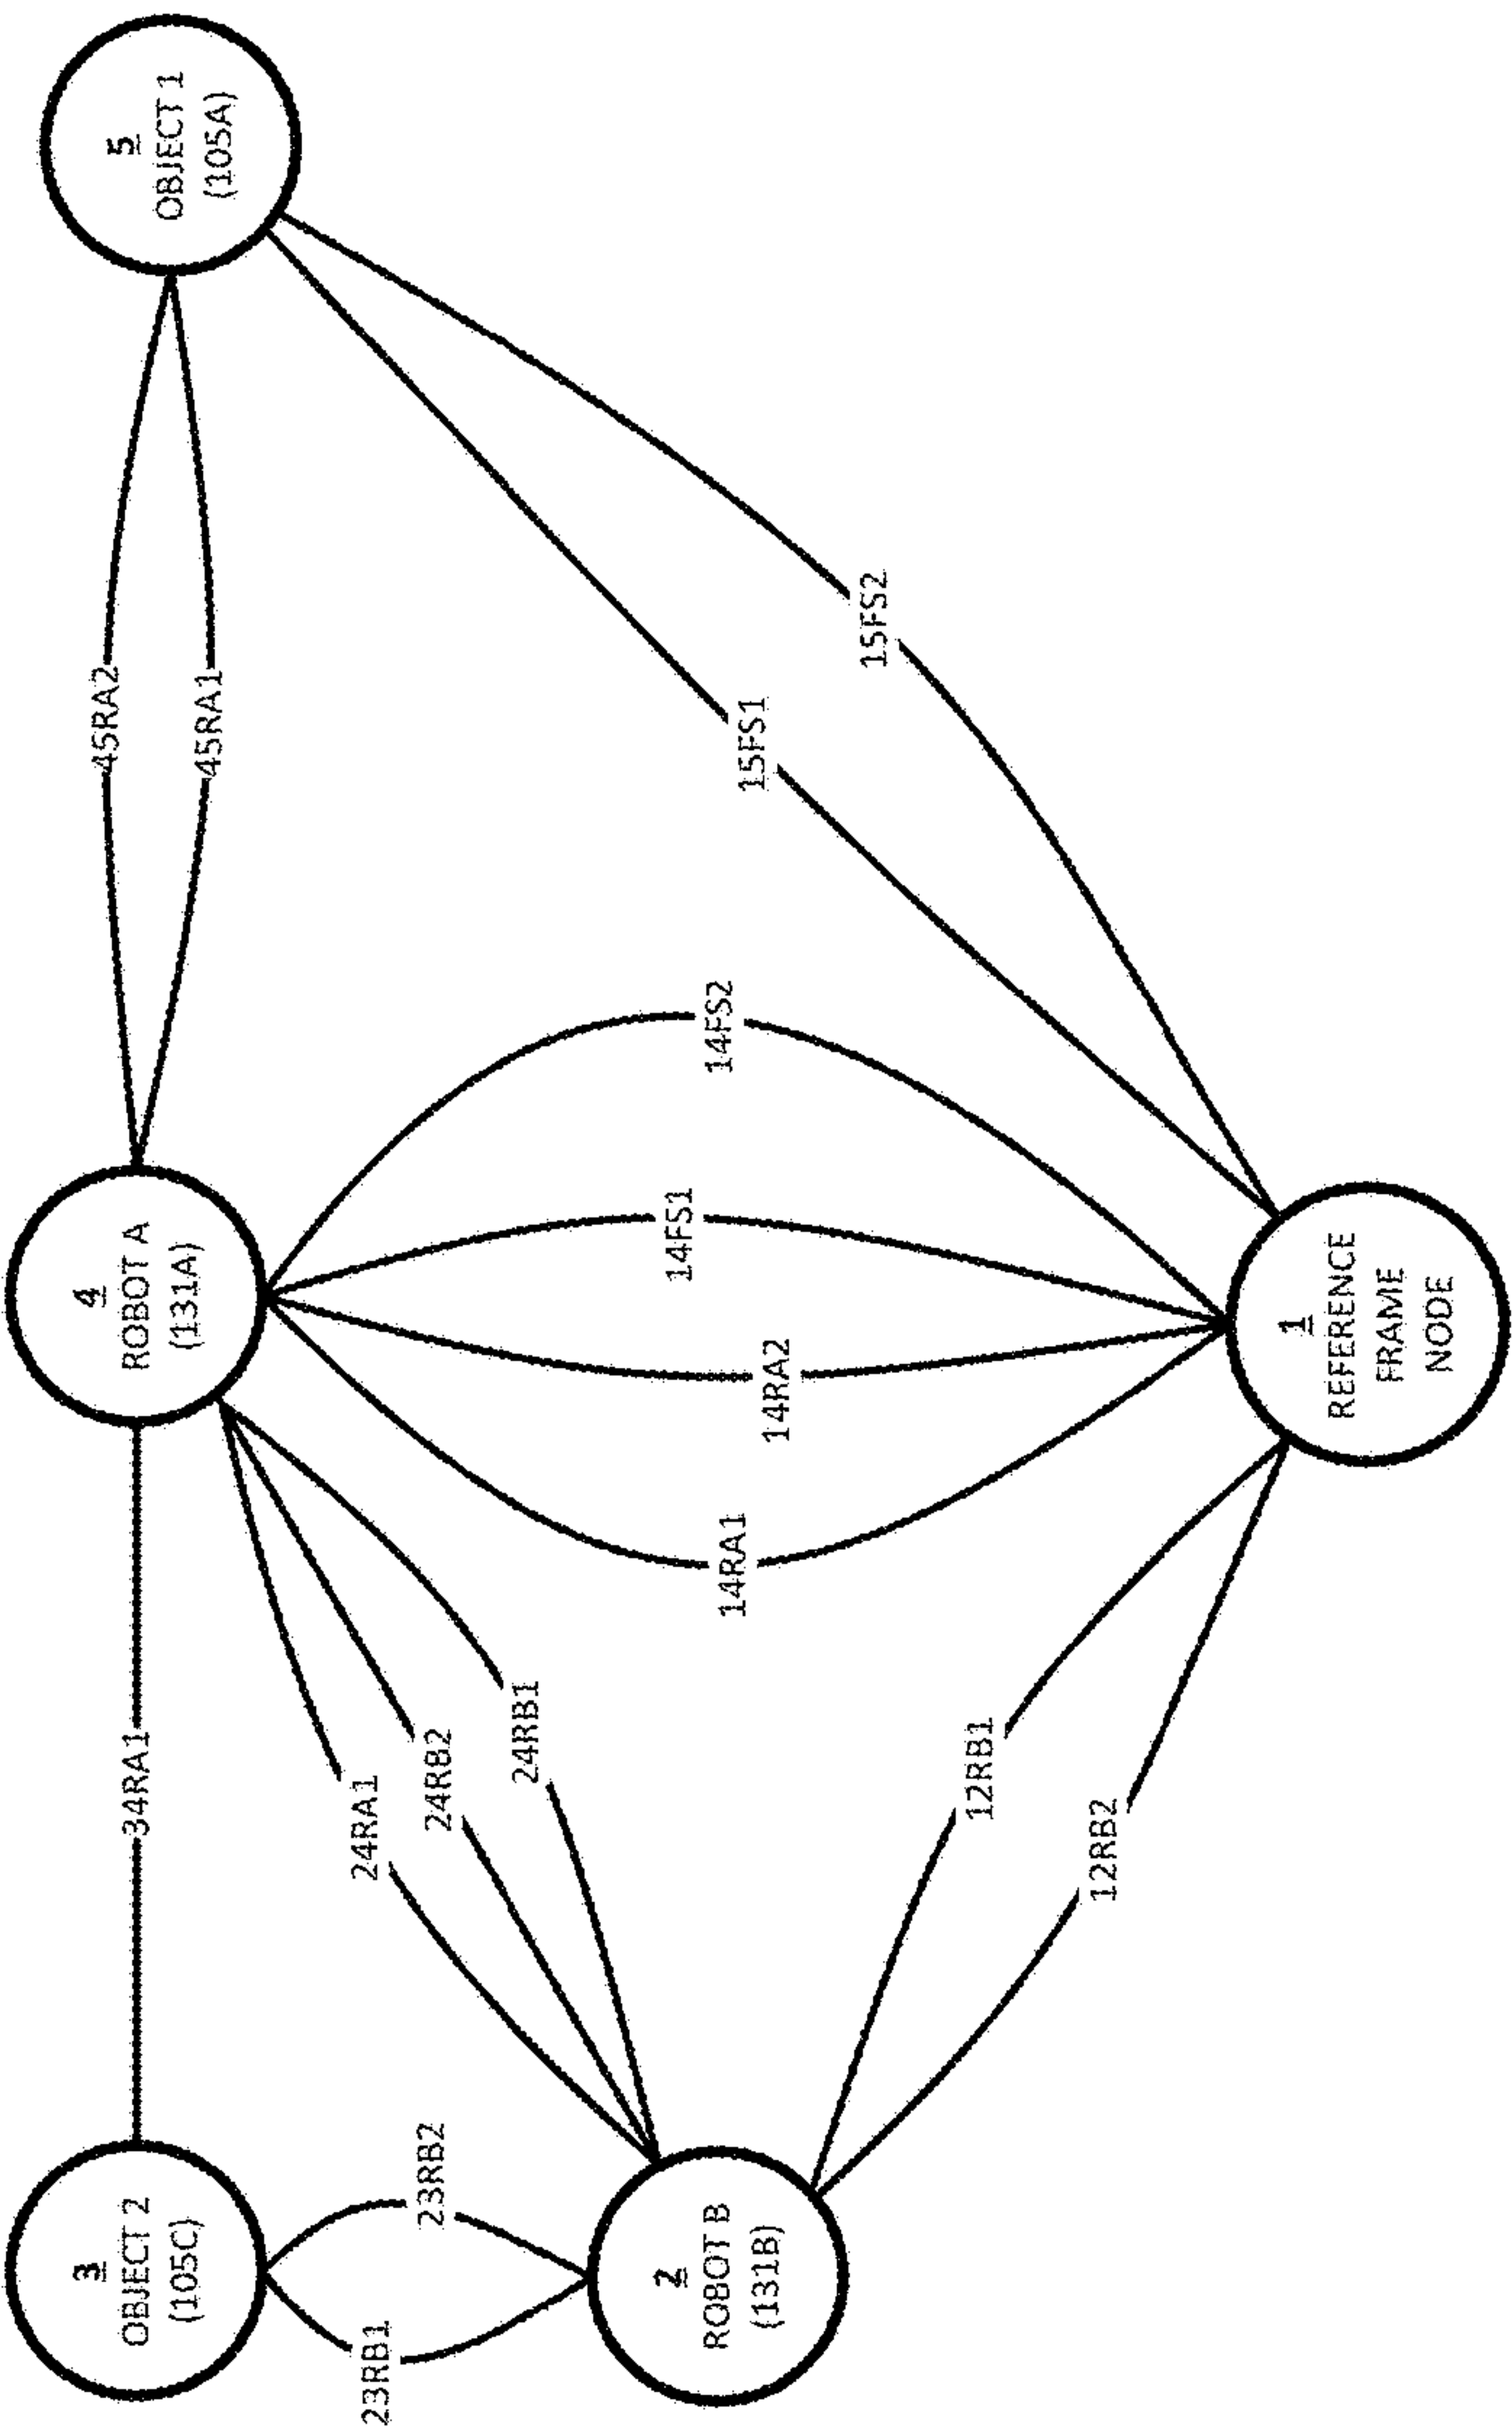 3
OBJECT 2
(105C)
34RA1
4
ROBOT A
(131A)
45RA2
45RA1
5
OBJECT 1
(105A)
23RB1
23RB2
24RA1
24RB2
24RB1
2
ROBOT B
(131B)
14RA1
14RA2
14FS1
14FS2
15FS1
15FS2
12RB1
12RB2
1
REFERENCE
FRAME
NODE